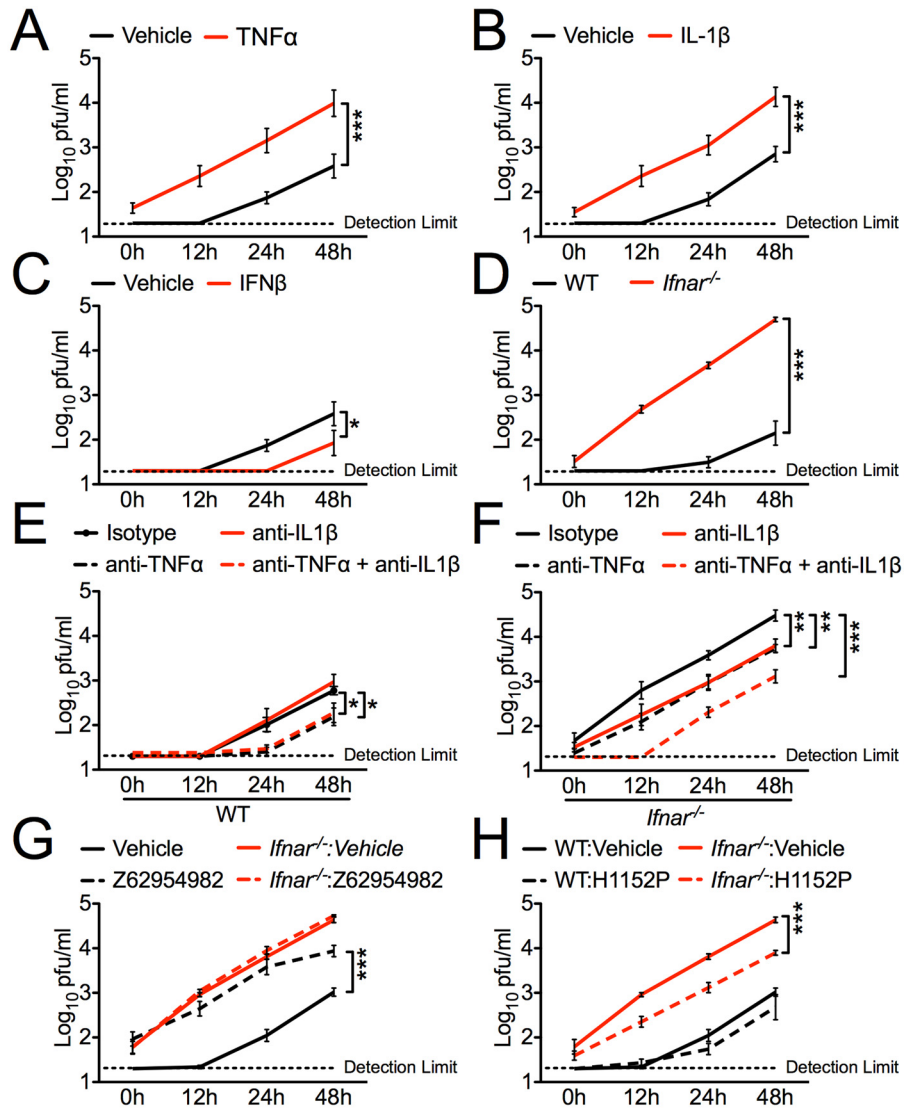 A
Vehicle TNFα
Log10 pfu/ml
5
4
3
2
1
***
Detection Limit
0h 12h 24h 48h
B
Vehicle IL-1β
Log10 pfu/ml
5
4
3
2
1
***
Detection Limit
0h 12h 24h 48h
C
Vehicle IFNβ
Log10 pfu/ml
5
4
3
2
1
*
Detection Limit
0h 12h 24h 48h
D
WT Ifnar-/-
Log10 pfu/ml
5
4
3
2
1
***
Detection Limit
0h 12h 24h 48h
E
Isotype anti-IL1β
anti-TNFα anti-TNFα + anti-IL1β
Log10 pfu/ml
5
4
3
2
1
* *
Detection Limit
0h 12h 24h 48h
WT
F
Isotype anti-IL1β
anti-TNFα anti-TNFα + anti-IL1β
Log10 pfu/ml
5
4
3
2
1
** ** ***
Detection Limit
0h 12h 24h 48h
Ifnar-/-
G
Vehicle Ifnar-/-:Vehicle
Z62954982 Ifnar-/-:Z62954982
Log10 pfu/ml
5
4
3
2
1
***
Detection Limit
0h 12h 24h 48h
H
WT:Vehicle Ifnar-/-:Vehicle
WT:H1152P Ifnar-/-:H1152P
Log10 pfu/ml
5
4
3
2
1
***
Detection Limit
0h 12h 24h 48h